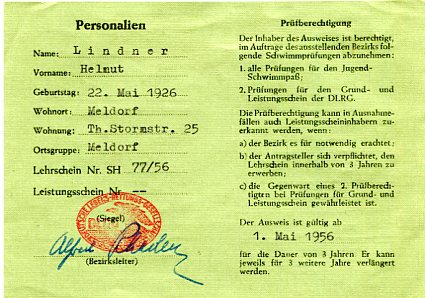 Personalien
Name: Lindner
Vorname: Helmut
Geburtstag: 22. Mai 1926
Wohnort: Meldorf
Wohnung: Th.Stormstr. 25
Ortsgruppe: Meldorf
Lehrschein Nr. SH 77/56
Leistungsschein Nr. --
(Siegel)
Alfred
(Bezirksleiter)
Prüfberechtigung
Der Inhaber des Ausweises ist berechtigt,
im Auftrage des ausstellenden Bezirks fol-
gende Schwimmprüfungen abzunehmen:
1. alle Prüfungen für den Jugend-
Schwimmpaß;
2. Prüfungen für den Grund- und
Leistungsschein der DLRG.
Die Prüfberechtigung kann in Ausnahme-
fällen auch Leistungsscheininhabern zu-
erkannt werden, wenn:
a) der Bezirk es für notwendig erachtet;
b) der Antragsteller sich verpflichtet, den
Lehrschein innerhalb von 3 Jahren zu
erwerben;
c) die Gegenwart eines 2. Prüfberech-
tigten bei Prüfungen für Grund- und
Leistungsschein gewährleistet ist.
Der Ausweis ist gültig ab
1. Mai 1956
für die Dauer von 3 Jahren. Er kann
jeweils für 3 weitere Jahre verlängert
werden.